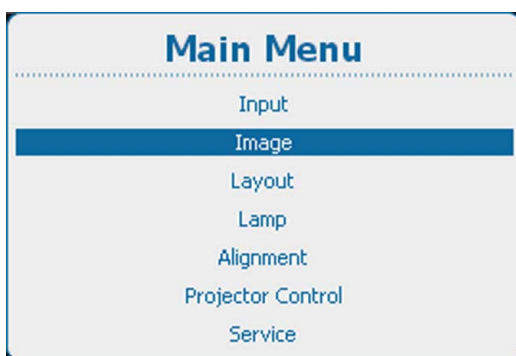 Main Menu
Input
Image
Layout
Lamp
Alignment
Projector Control
Service